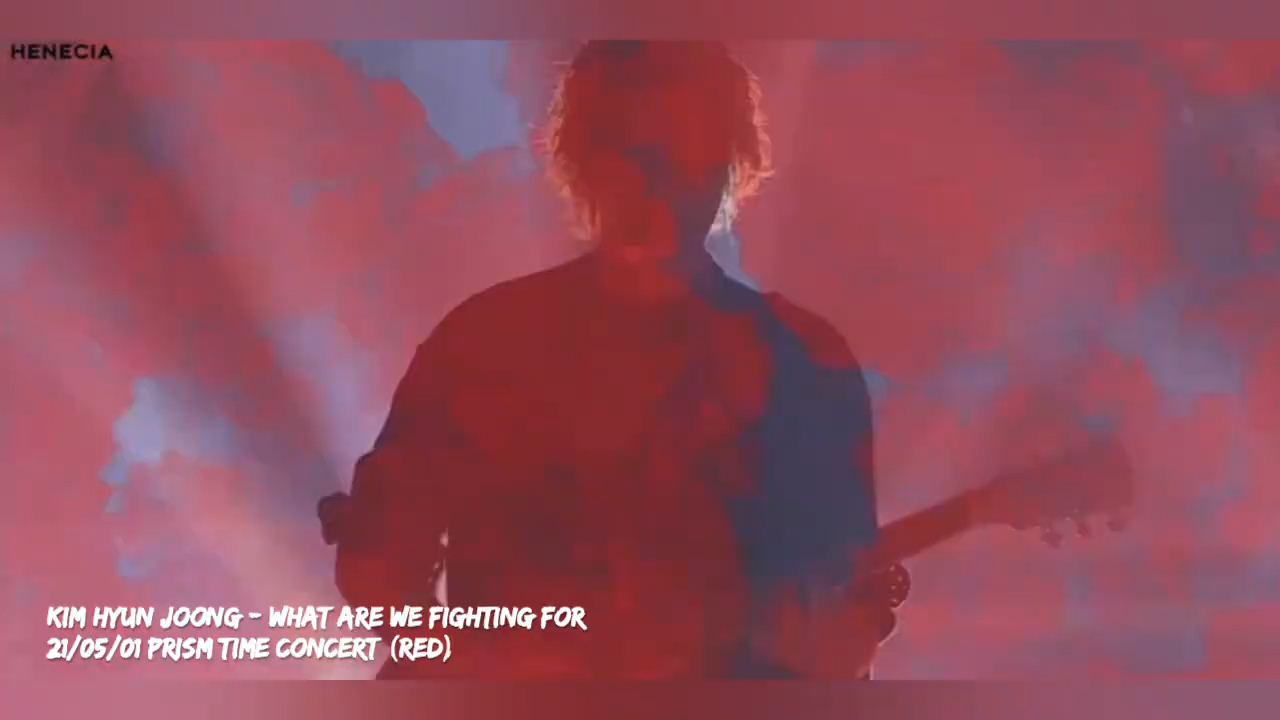 HENECIA
KIM HYUN JOONG - WHAT ARE WE FIGHTING FOR
21/05/01 PRISM TIME CONCERT (RED)